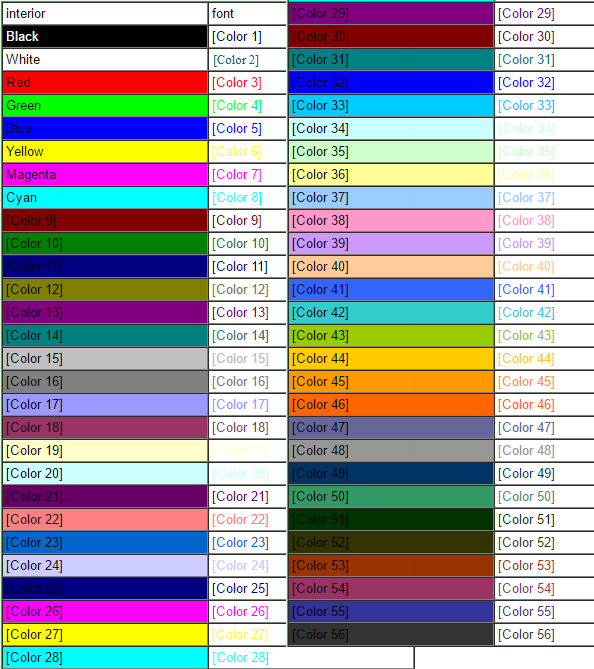 interior font
Black [Color 1]
White [Color 2]
Red [Color 3]
Green [Color 4]
Blue [Color 5]
Yellow [Color 6]
Magenta [Color 7]
Cyan [Color 8]
[Color 9] [Color 9]
[Color 10] [Color 10]
[Color 11] [Color 11]
[Color 12] [Color 12]
[Color 13] [Color 13]
[Color 14] [Color 14]
[Color 15] [Color 15]
[Color 16] [Color 16]
[Color 17] [Color 17]
[Color 18] [Color 18]
[Color 19] [Color 19]
[Color 20] [Color 20]
[Color 21] [Color 21]
[Color 22] [Color 22]
[Color 23] [Color 23]
[Color 24] [Color 24]
[Color 25] [Color 25]
[Color 26] [Color 26]
[Color 27] [Color 27]
[Color 28] [Color 28]
[Color 29] [Color 29]
[Color 30] [Color 30]
[Color 31] [Color 31]
[Color 32] [Color 32]
[Color 33] [Color 33]
[Color 34] [Color 34]
[Color 35] [Color 35]
[Color 36] [Color 36]
[Color 37] [Color 37]
[Color 38] [Color 38]
[Color 39] [Color 39]
[Color 40] [Color 40]
[Color 41] [Color 41]
[Color 42] [Color 42]
[Color 43] [Color 43]
[Color 44] [Color 44]
[Color 45] [Color 45]
[Color 46] [Color 46]
[Color 47] [Color 47]
[Color 48] [Color 48]
[Color 49] [Color 49]
[Color 50] [Color 50]
[Color 51] [Color 51]
[Color 52] [Color 52]
[Color 53] [Color 53]
[Color 54] [Color 54]
[Color 55] [Color 55]
[Color 56] [Color 56]